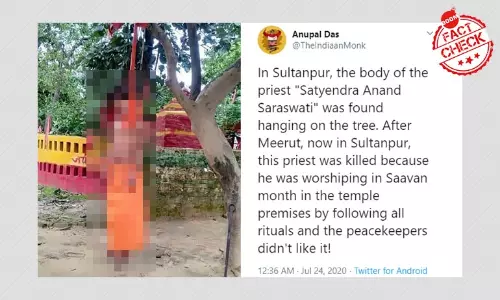 Anupal Das
@TheIndiaanMonk
BOOM
FACT
CHECK
In Sultanpur, the body of the
priest "Satyendra Anand
Saraswati" was found
hanging on the tree. After
Meerut, now in Sultanpur,
this priest was killed because
he was worshiping in Saavan
month in the temple
premises by following all
rituals and the peacekeepers
didn't like it!
12:36 AM · Jul 24, 2020 · Twitter for Android